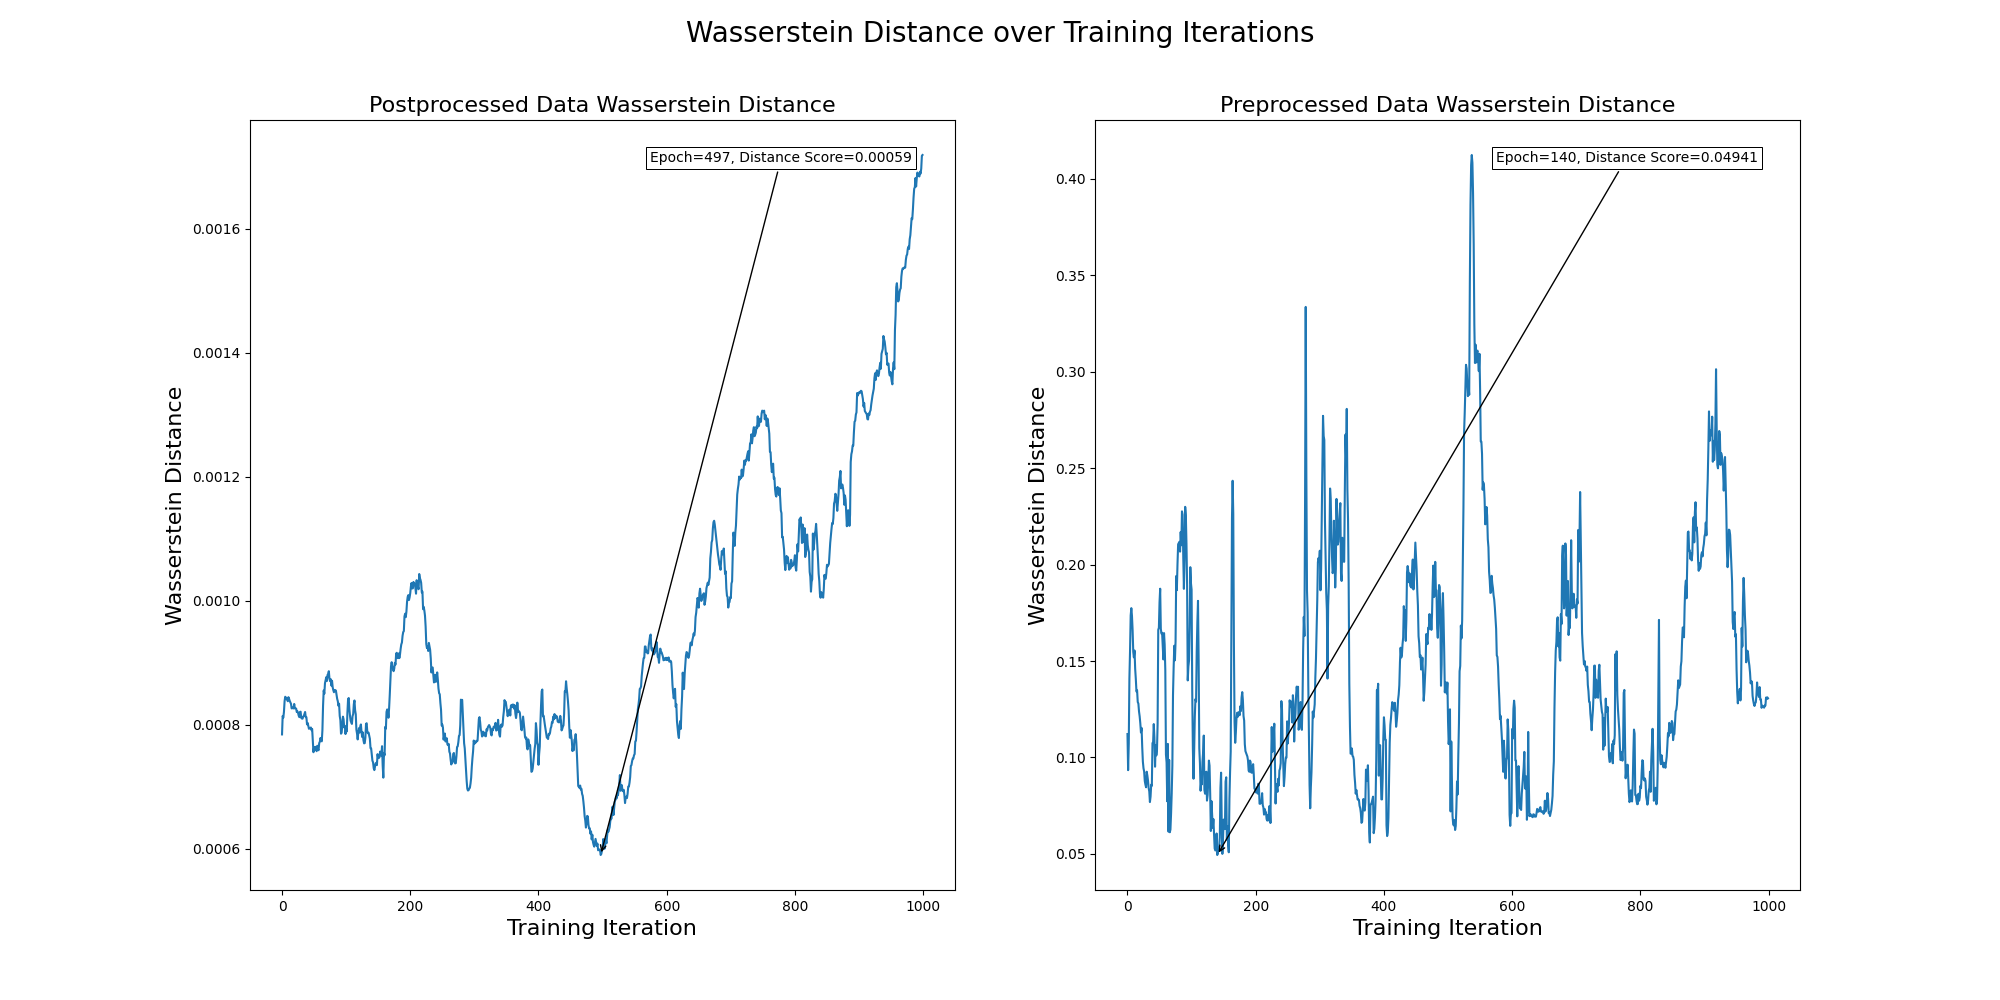 Wasserstein Distance over Training Iterations
Postprocessed Data Wasserstein Distance
Epoch=497, Distance Score=0.00059
Wasserstein Distance
0.0016
0.0014
0.0012
0.0010
0.0008
0.0006
0 200 400 600 800 1000
Training Iteration
Preprocessed Data Wasserstein Distance
Epoch=140, Distance Score=0.04941
Wasserstein Distance
0.40
0.35
0.30
0.25
0.20
0.15
0.10
0.05
0 200 400 600 800 1000
Training Iteration